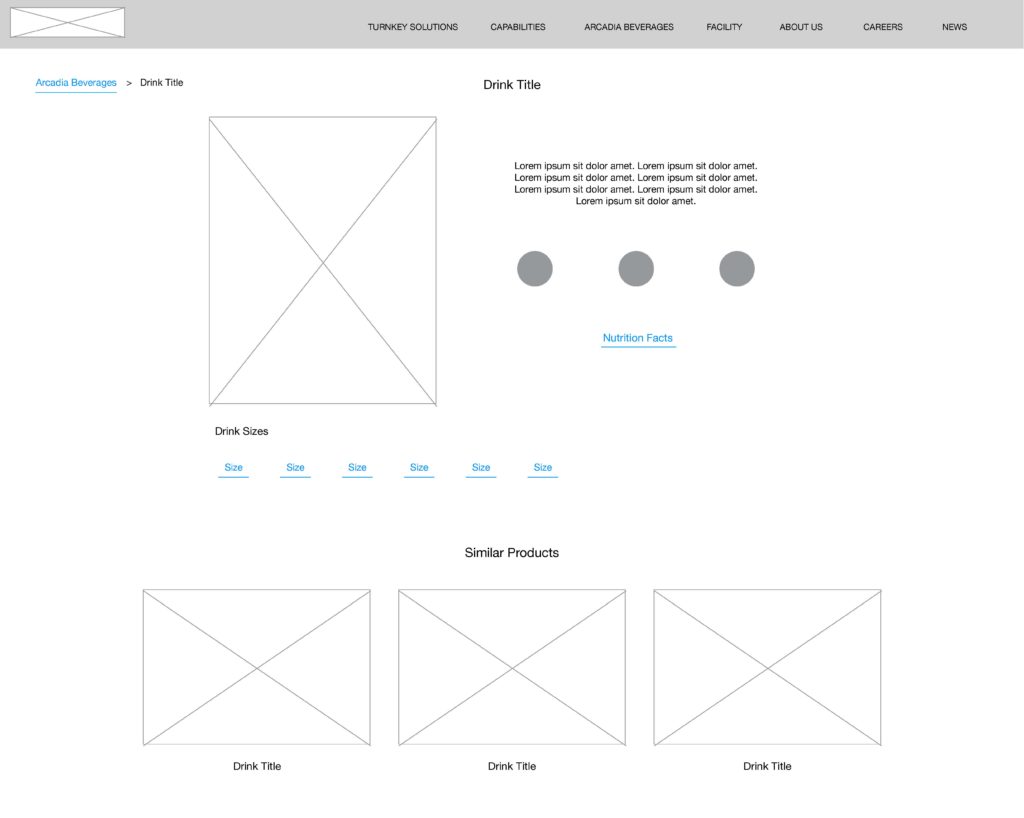 TURNKEY SOLUTIONS CAPABILITIES ARCADIA BEVERAGES FACILITY ABOUT US CAREERS NEWS
Arcadia Beverages > Drink Title
Drink Title
Lorem ipsum sit dolor amet. Lorem ipsum sit dolor amet.
Lorem ipsum sit dolor amet. Lorem ipsum sit dolor amet.
Lorem ipsum sit dolor amet. Lorem ipsum sit dolor amet.
Lorem ipsum sit dolor amet.
Nutrition Facts
Drink Sizes
Size Size Size Size Size Size
Similar Products
Drink Title Drink Title Drink Title